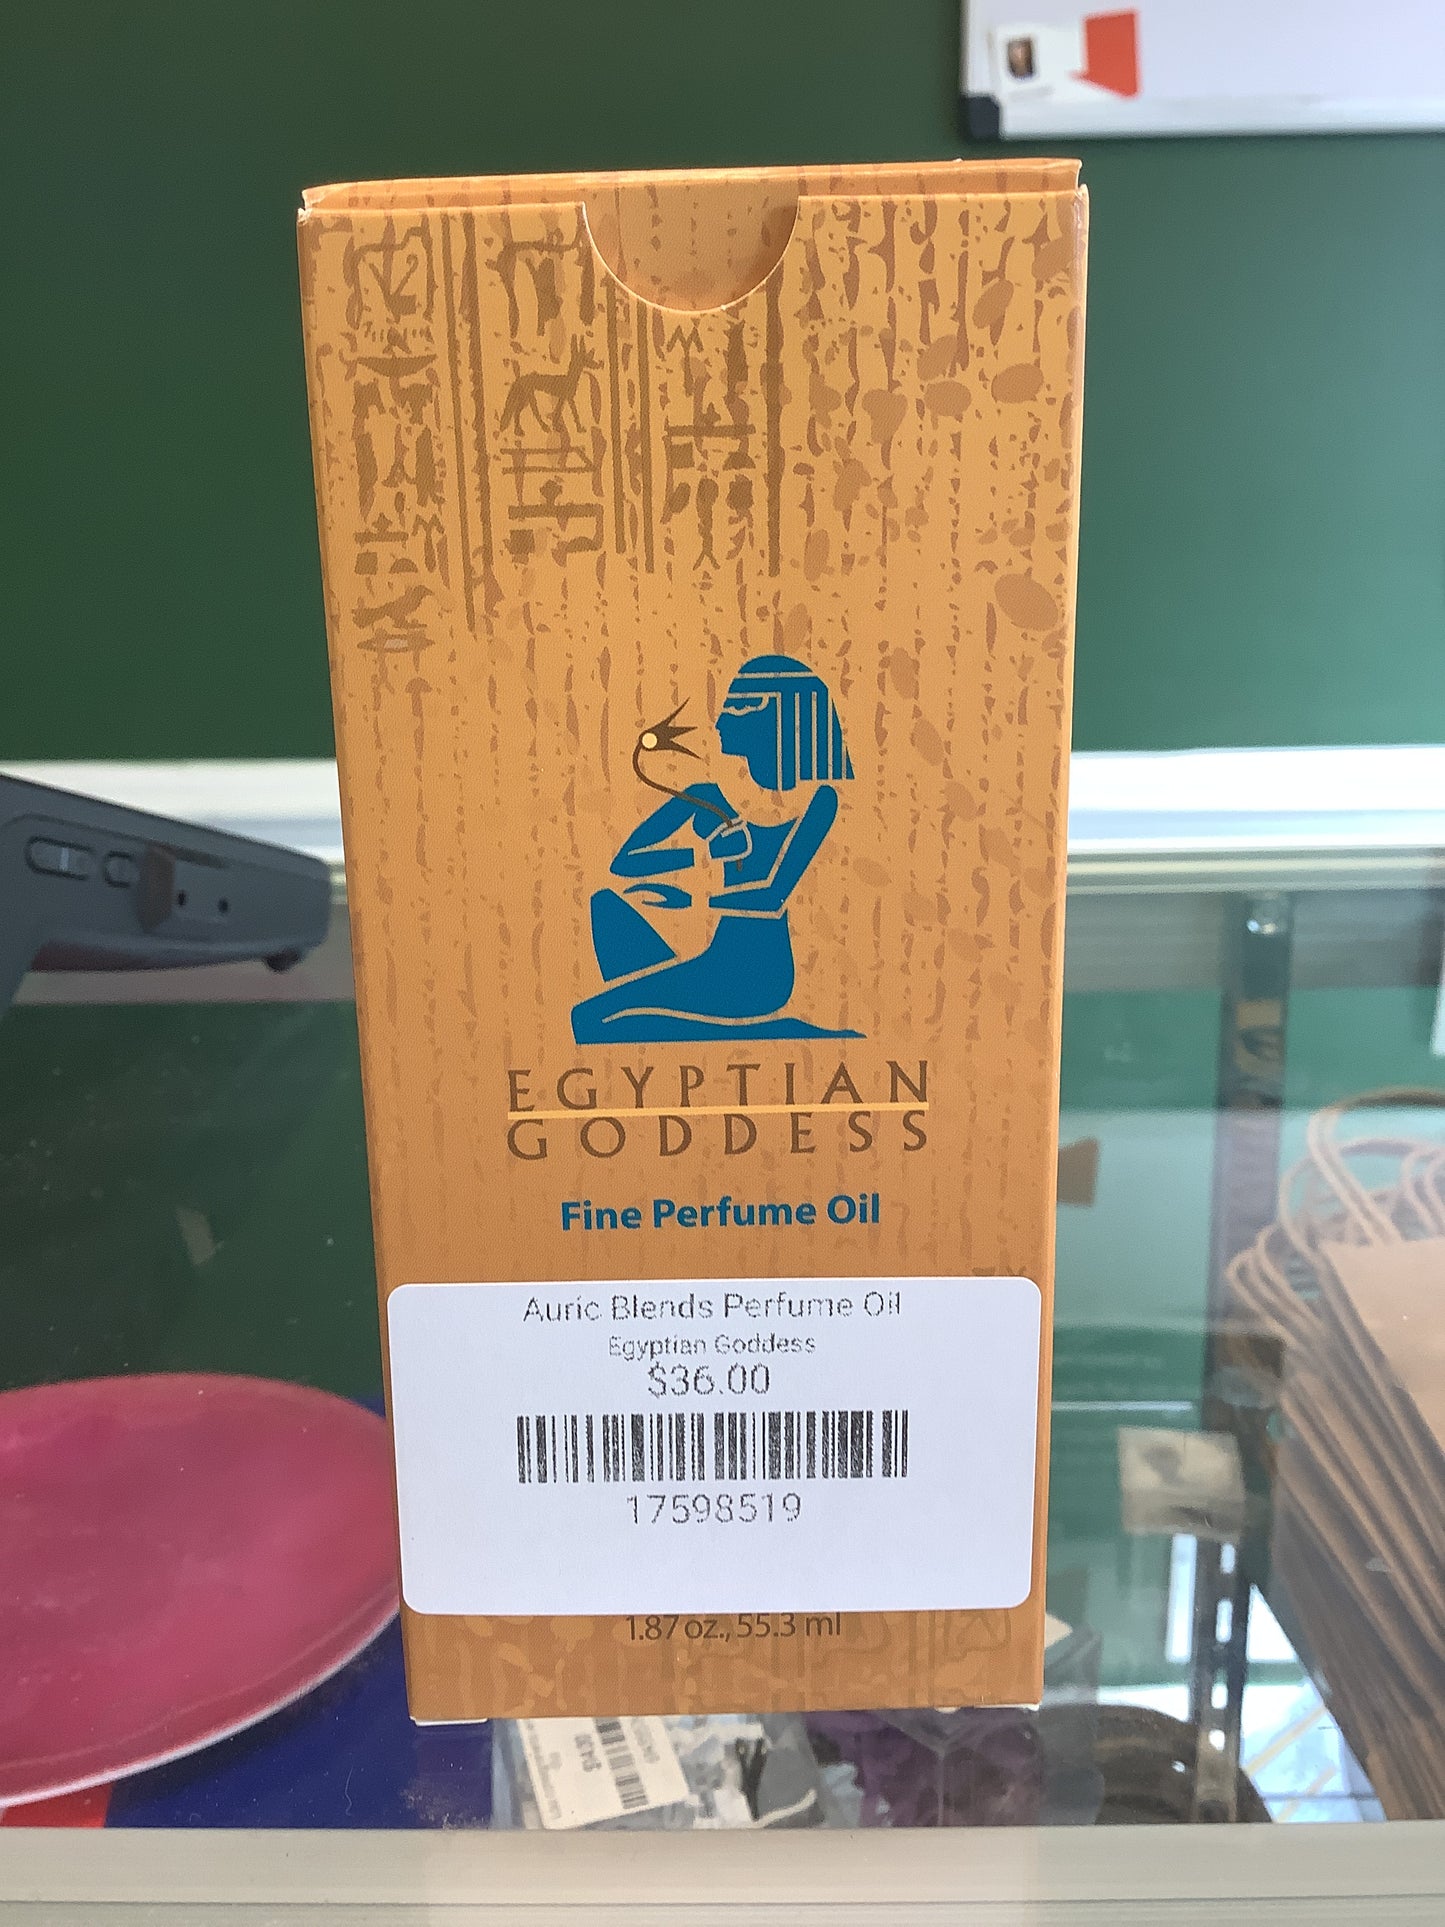 EGYPTIAN
GODDESS
Fine Perfume Oil
Auric Blends Perfume Oil
Egyptian Goddess
$36.00
17598519
1.87 oz., 55.3 ml